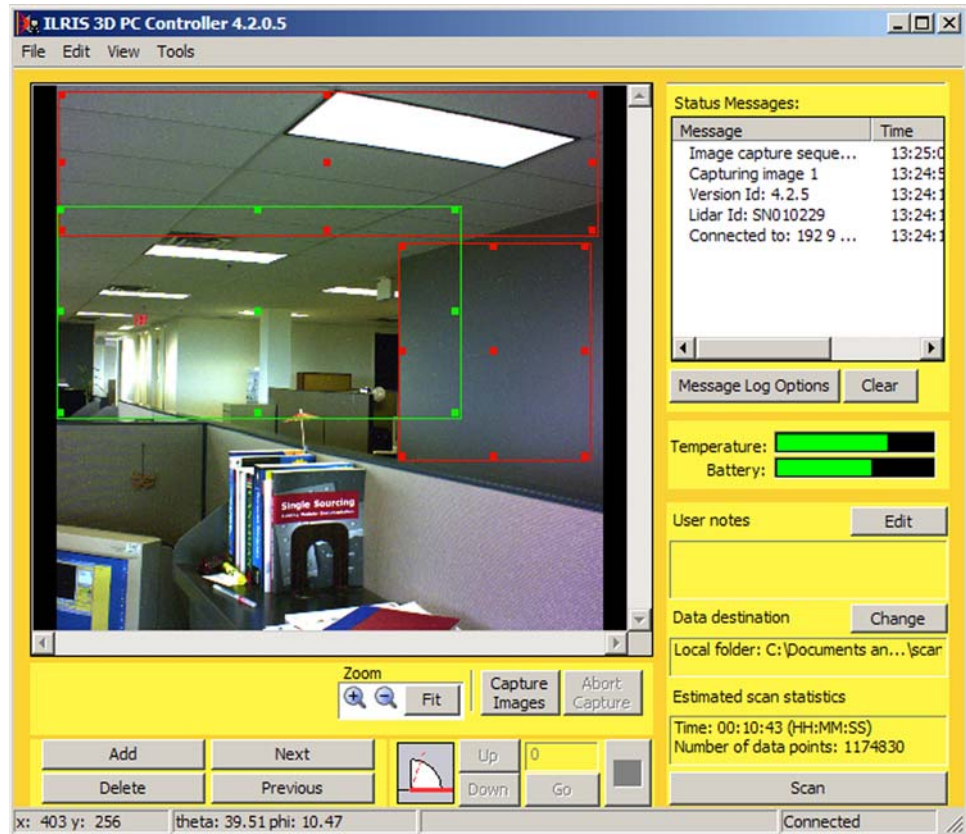 ILRIS 3D PC Controller 4.2.0.5
File Edit View Tools
Status Messages:
Message Time
Image capture seque... 13:25:0
Capturing image 1 13:24:5
Version Id: 4.2.5 13:24:1
Lidar Id: SN010229 13:24:1
Connected to: 192 9 ... 13:24:1
Message Log Options Clear
Temperature:
Battery:
Single Sourcing
User notes Edit
Data destination Change
Local folder: C:\Documents an...\scan
Zoom
Fit
Capture Images
Abort Capture
Estimated scan statistics
Time: 00:10:43 (HH:MM:SS)
Number of data points: 1174830
Add Next
Up 0
Delete Previous
Down Go
Scan
x: 403 y: 256 theta: 39.51 phi: 10.47 Connected